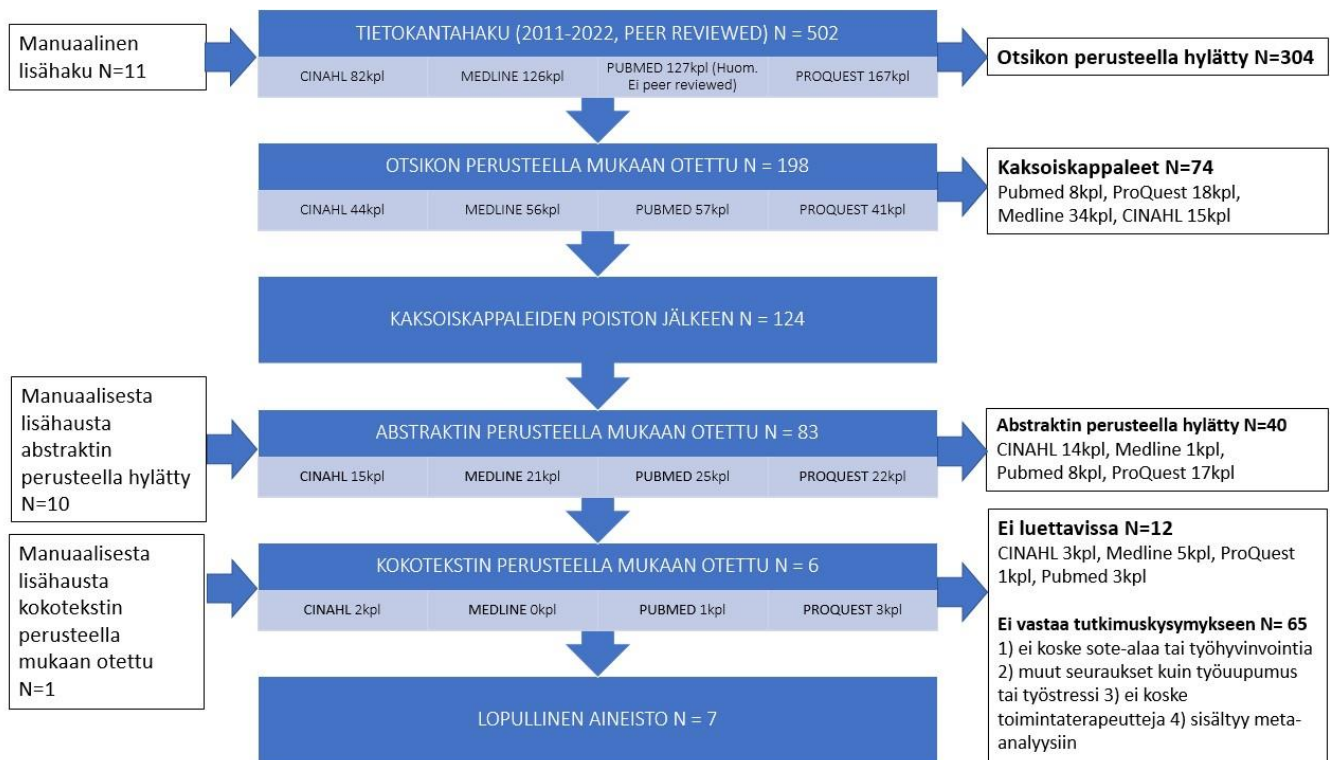 Manuaalinen
lisähaku N=11
TIETOKANTAHAKU (2011-2022, PEER REVIEWED) N = 502
CINAHL 82kpl
MEDLINE 126kpl
PUBMED 127kpl (Huom.
Ei peer reviewed)
PROQUEST 167kpl
Otsikon perusteella hylätty N=304
OTSIKON PERUSTEELLA MUKAAN OTETTU N = 198
CINAHL 44kpl
MEDLINE 56kpl
PUBMED 57kpl
PROQUEST 41kpl
Kaksoiskappaleet N=74
Pubmed 8kpl, ProQuest 18kpl,
Medline 34kpl, CINAHL 15kpl
KAKSOISKAPPALEIDEN POISTON JÄLKEEN N = 124
Manuaalisesta
lisähausta
abstraktin
perusteella hylätty
N=10
ABSTRAKTIN PERUSTEELLA MUKAAN OTETTU N = 83
CINAHL 15kpl
MEDLINE 21kpl
PUBMED 25kpl
PROQUEST 22kpl
Abstraktin perusteella hylätty N=40
CINAHL 14kpl, Medline 1kpl,
Pubmed 8kpl, ProQuest 17kpl
Manuaalisesta
lisähausta
kokotekstin
perusteella
mukaan otettu
N=1
KOKOTEKSTIN PERUSTEELLA MUKAAN OTETTU N = 6
CINAHL 2kpl
MEDLINE 0kpl
PUBMED 1kpl
PROQUEST 3kpl
Ei luettavissa N=12
CINAHL 3kpl, Medline 5kpl, ProQuest
1kpl, Pubmed 3kpl
Ei vastaa tutkimuskysymykseen N= 65
1) ei koske sote-alaa tai työhyvinvointia
2) muut seuraukset kuin työuupumus
tai työstressi 3) ei koske
toimintaterapeutteja 4) sisältyy meta-
analyysiin
LOPULLINEN AINEISTO N = 7